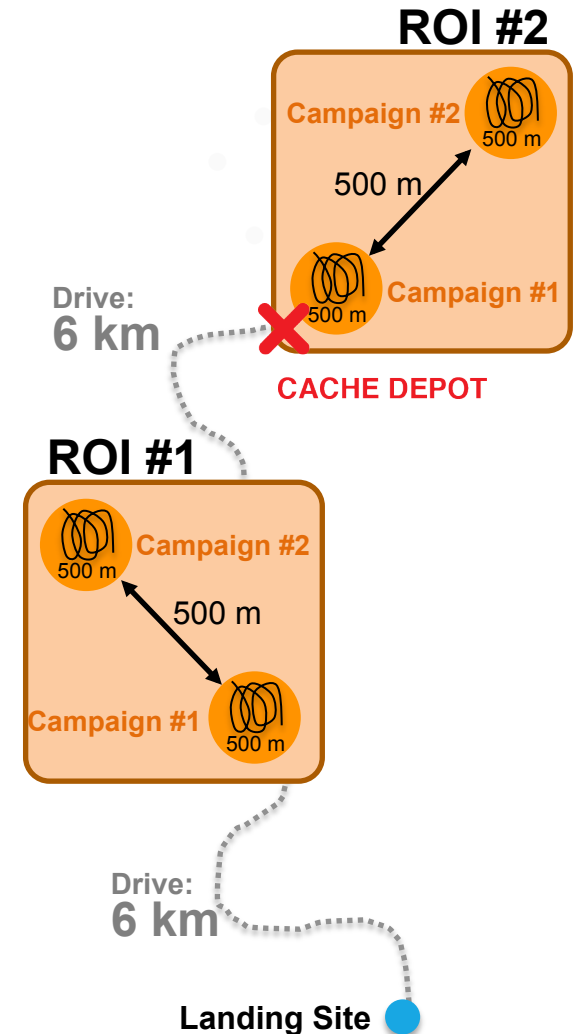 ROI #2
Campaign #2
500 m
500 m
500 m
Campaign #1
Drive:
6 km
CACHE DEPOT
ROI #1
Campaign #2
500 m
500 m
Campaign #1
500 m
Drive:
6 km
Landing Site